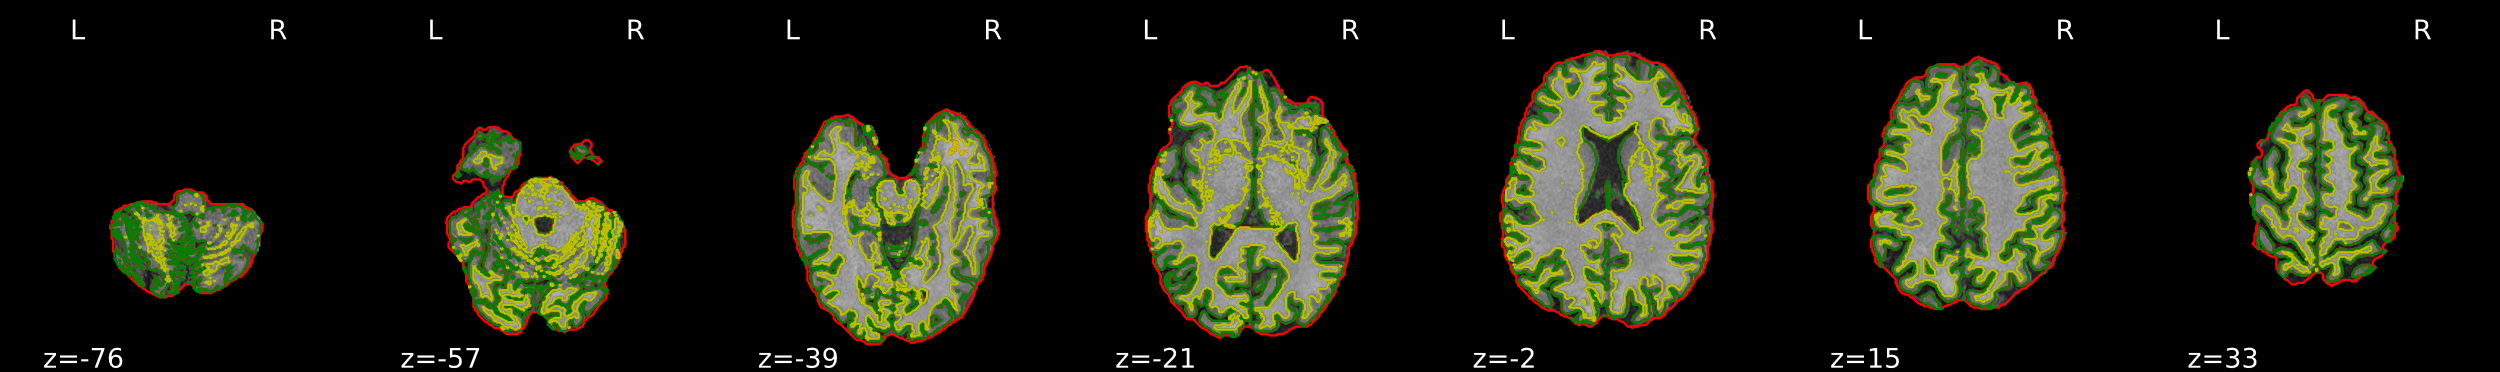 L R L R L R L R L R L R L R
z=-76 z=-57 z=-39 z=-21 z=-2 z=15 z=33